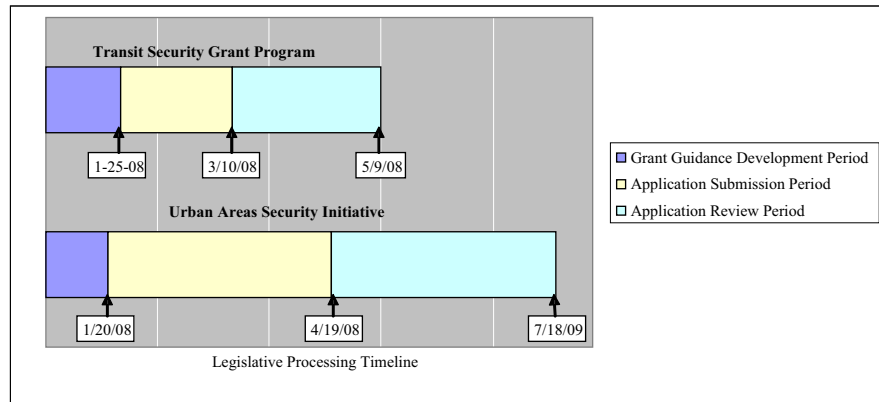 Transit Security Grant Program
1-25-08
3/10/08
5/9/08
Urban Areas Security Initiative
1/20/08
4/19/08
7/18/09
Legislative Processing Timeline
Grant Guidance Development Period
Application Submission Period
Application Review Period